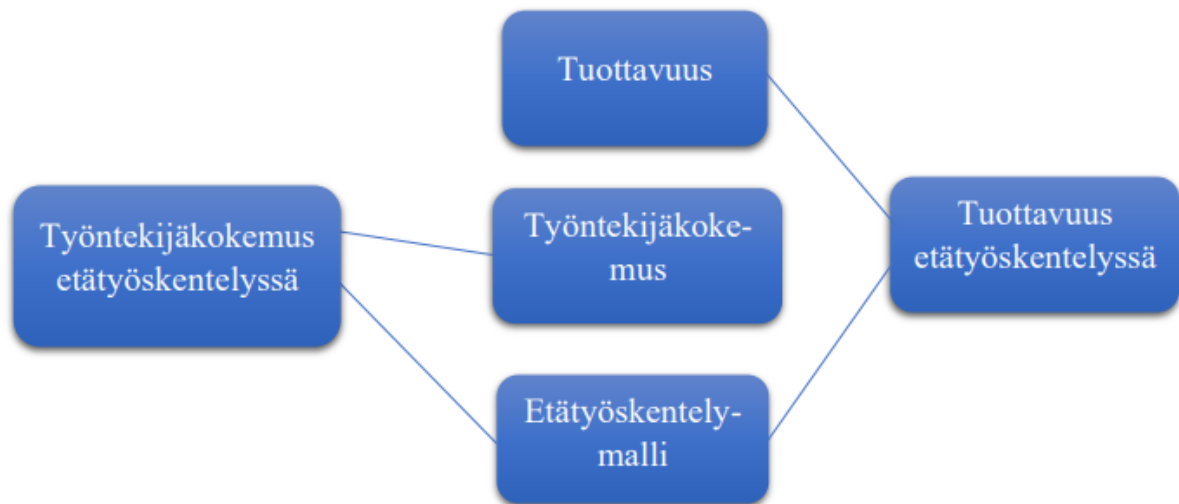 Tuottavuus
Työntekijäkokemus
etätyöskentelyssä
Työntekijäkoke-
mus
Tuottavuus
etätyöskentelyssä
Etätyöskentely-
malli